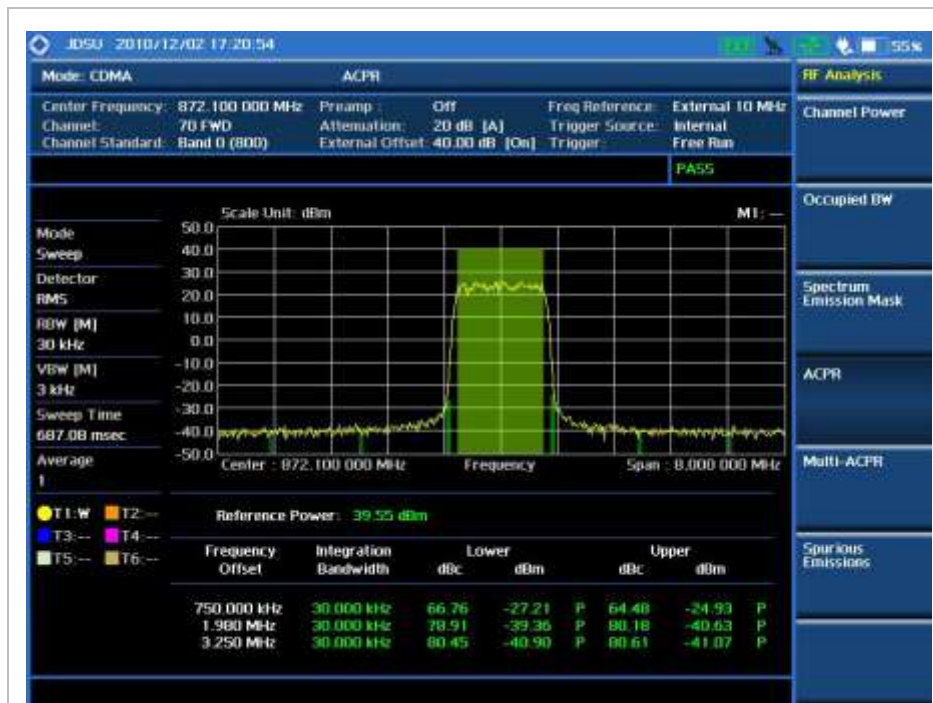 JDSU 2010/12/02 17:20:54
EXT
55%
Mode: CDMA
ACPR
RF Analysis
Center Frequency: 872.100 000 MHz Preamp : Off Freq Reference: External 10 MHz
Channel: 70 FWD Attenuation: 20 dB [A] Trigger Source: Internal
Channel Standard: Band 0 (800) External Offset: 40.00 dB [On] Trigger: Free Run
PASS
Channel Power
Occupied BW
Spectrum
Emission Mask
ACPR
Multi-ACPR
Spurious
Emissions
Mode
Sweep
Detector
RMS
RBW [M]
30 kHz
VBW [M]
3 kHz
Sweep Time
687.08 msec
Average
1
T1:W T2:--
T3:-- T4:--
T5:-- T6:--
Scale Unit: dBm M1: --
50.0
40.0
30.0
20.0
10.0
0.0
-10.0
-20.0
-30.0
-40.0
-50.0
Center : 872.100 000 MHz Frequency Span : 8.000 000 MHz
Reference Power: 39.55 dBm
Frequency Integration Lower Upper
Offset Bandwidth dBc dBm dBc dBm
750.000 kHz 30.000 kHz 66.76 -27.21 P 64.48 -24.93 P
1.980 MHz 30.000 kHz 78.91 -39.36 P 80.18 -40.63 P
3.250 MHz 30.000 kHz 80.45 -40.90 P 80.61 -41.07 P